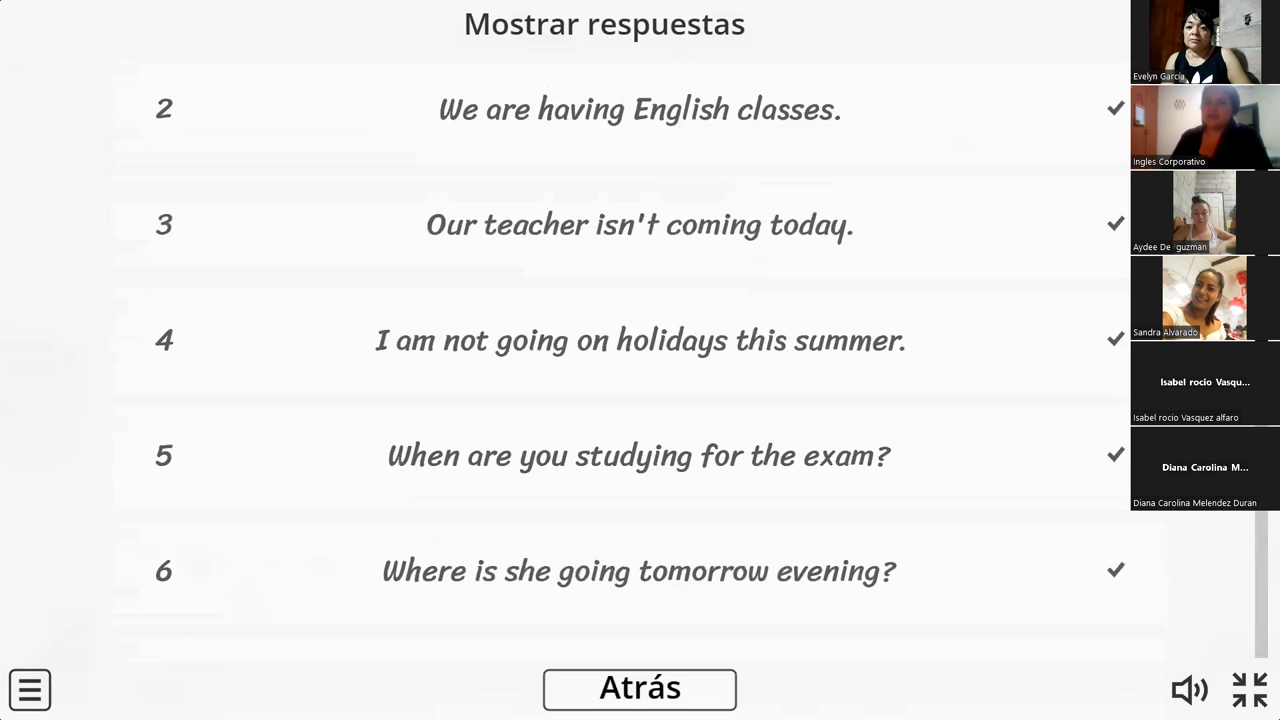 Mostrar respuestas
2 We are having English classes.
3 Our teacher isn't coming today.
4 I am not going on holidays this summer.
5 When are you studying for the exam?
6 Where is she going tomorrow evening?
Atrás
Evelyn García
Ingles Corporativo
Aydee De guzman
Sandra Alvarado
Isabel rocio Vasqu...
Isabel rocio Vasquez alfaro
Diana Carolina M...
Diana Carolina Melendez Duran